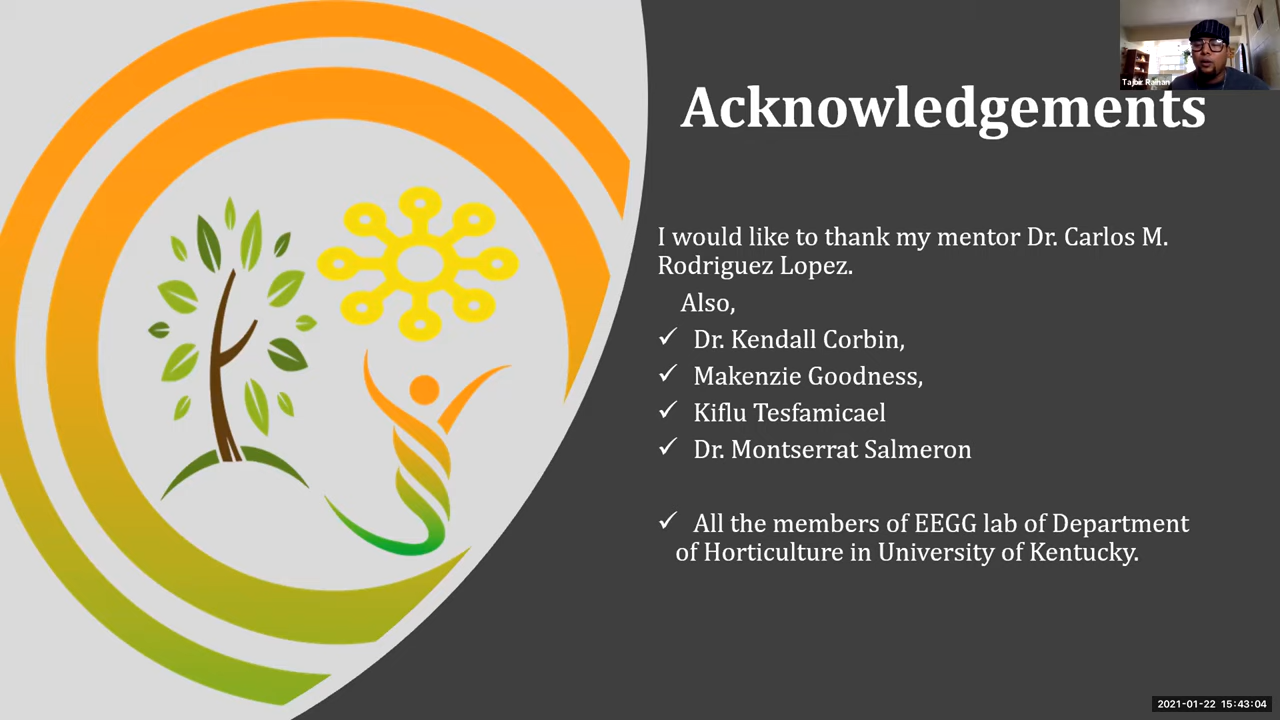 Tajbir Raihan
Acknowledgements
I would like to thank my mentor Dr. Carlos M.
Rodriguez Lopez.
Also,
✓ Dr. Kendall Corbin,
✓ Makenzie Goodness,
✓ Kiflu Tesfamicael
✓ Dr. Montserrat Salmeron
✓ All the members of EEGG lab of Department
of Horticulture in University of Kentucky.
2021-01-22 15:43:04